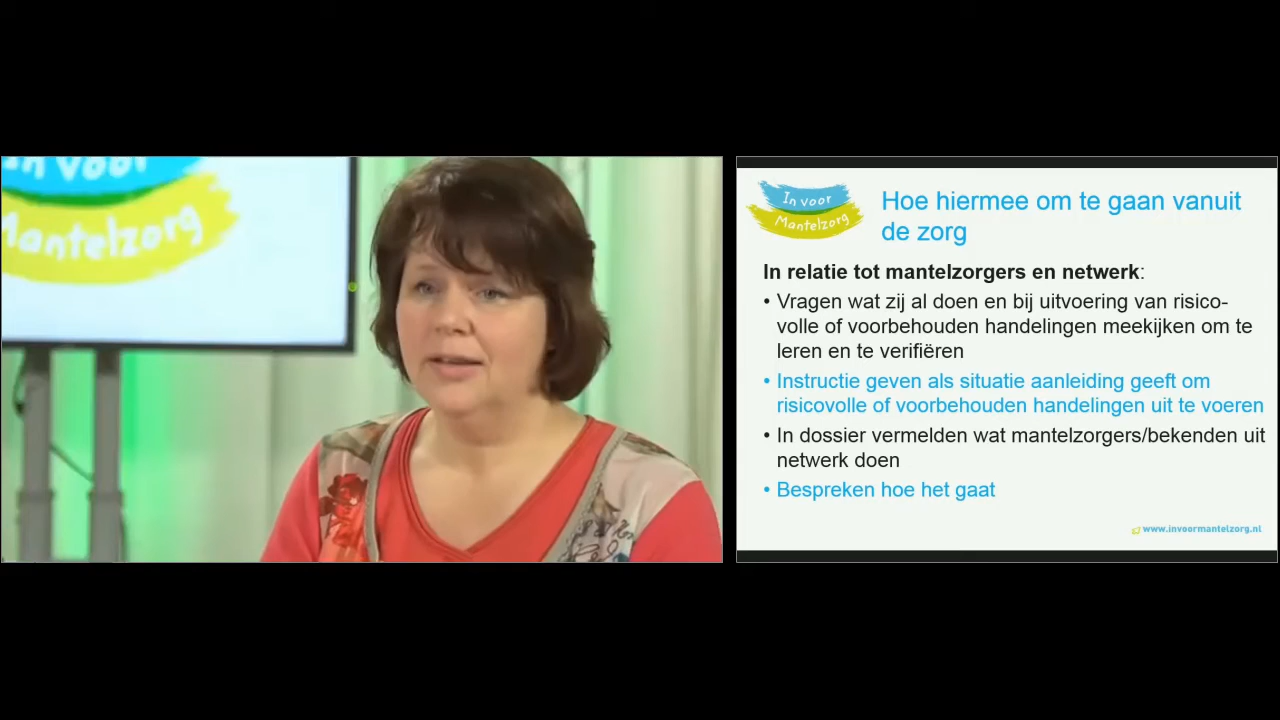 In voor
Mantelzorg
In voor
Mantelzorg
Hoe hiermee om te gaan vanuit
de zorg
In relatie tot mantelzorgers en netwerk:
• Vragen wat zij al doen en bij uitvoering van risico-
volle of voorbehouden handelingen meekijken om te
leren en te verifiëren
• Instructie geven als situatie aanleiding geeft om
risicovolle of voorbehouden handelingen uit te voeren
• In dossier vermelden wat mantelzorgers/bekenden uit
netwerk doen
• Bespreken hoe het gaat
www.invoormantelzorg.nl